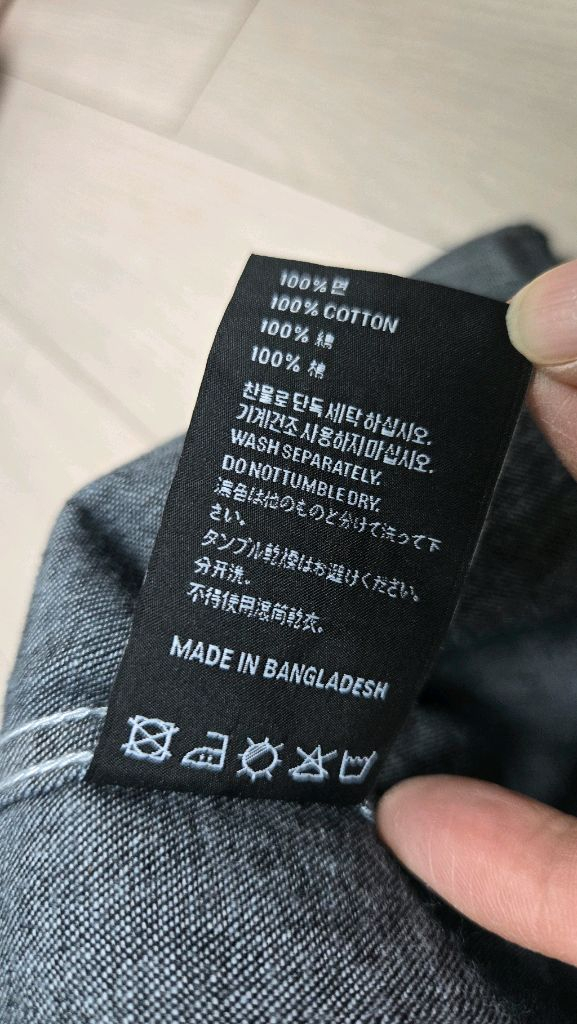 100% 면
100% COTTON
100% 綿
100% 棉
찬물로 단독 세탁 하십시오.
기계건조 사용하지마 십시오.
WASH SEPARATELY.
DO NOT TUMBLE DRY.
濃色は他のものと分けて洗って下
さい。
タンブル乾燥はお避けください。
分开洗.
不得使用滚筒乾衣.
MADE IN BANGLADESH